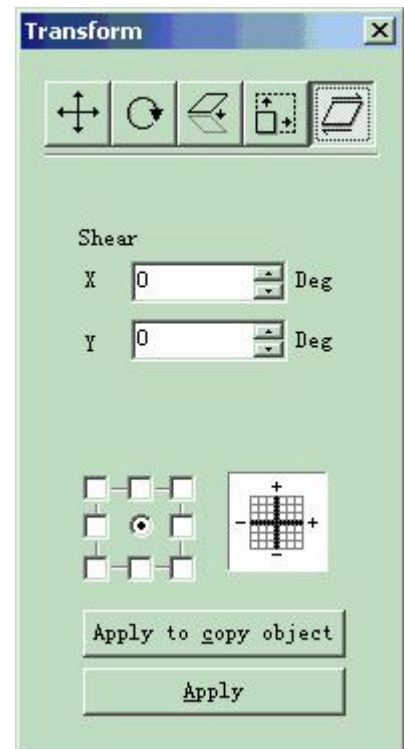 Transform
Shear
X 0 Deg
Y 0 Deg
+
- +
-
Apply to copy object
Apply